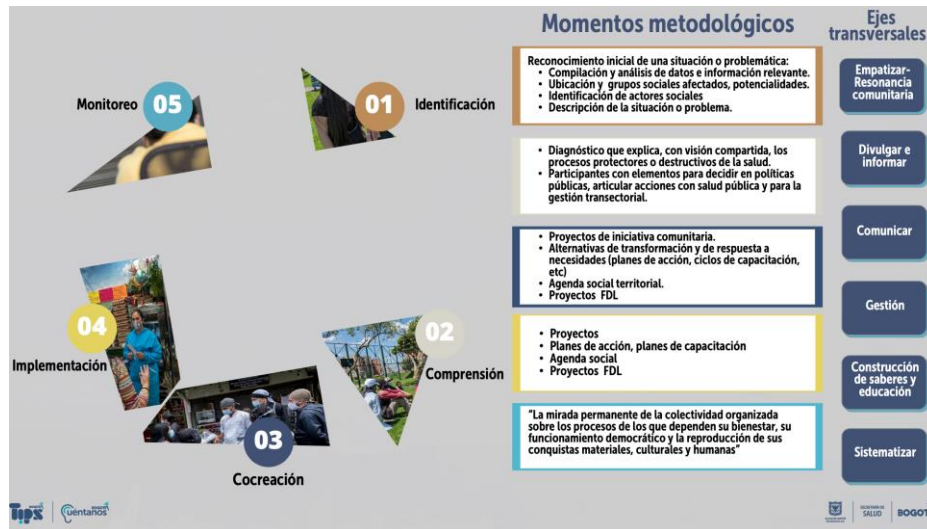 Momentos metodológicos
Ejes
transversales
05
Monitoreo
01
Identificación
02
Comprensión
03
Cocreación
04
Implementación
Reconocimiento inicial de una situación o problemática:
• Compilación y análisis de datos e información relevante.
• Ubicación y grupos sociales afectados, potencialidades.
• Identificación de actores sociales
• Descripción de la situación o problema.
• Diagnóstico que explica, con visión compartida, los
procesos protectores o destructivos de la salud.
• Participantes con elementos para decidir en políticas
públicas, articular acciones con salud pública y para la
gestión transectorial.
• Proyectos de iniciativa comunitaria.
• Alternativas de transformación y de respuesta a
necesidades (planes de acción, ciclos de capacitación,
etc)
• Agenda social territorial.
• Proyectos FDL
• Proyectos
• Planes de acción, planes de capacitación
• Agenda social
• Proyectos FDL
“La mirada permanente de la colectividad organizada
sobre los procesos de los que dependen su bienestar, su
funcionamiento democrático y la reproducción de sus
conquistas materiales, culturales y humanas”
Empatizar-
Resonancia
comunitaria
Divulgar e
informar
Comunicar
Gestión
Construcción
de saberes y
educación
Sistematizar
Tips
Cuéntanos
SALUD
BOGOT